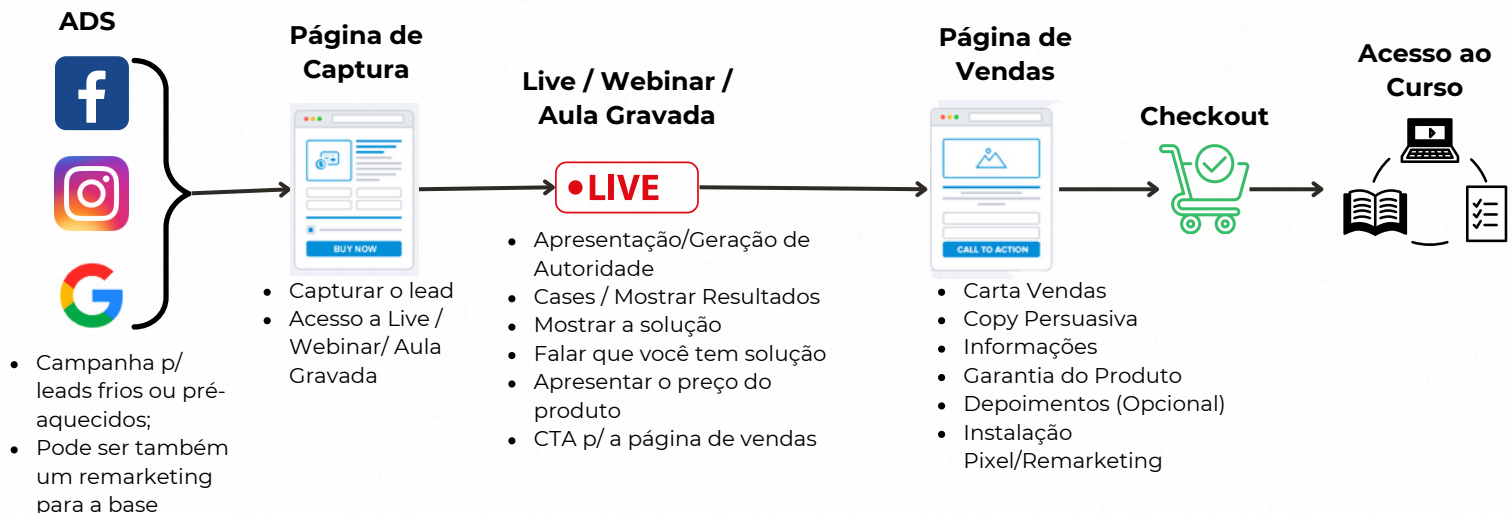 ADS
• Campanha p/
leads frios ou pré-
aquecidos;
• Pode ser também
um remarketing
para a base
Página de
Captura
BUY NOW
• Capturar o lead
• Acesso a Live /
Webinar/ Aula
Gravada
Live / Webinar /
Aula Gravada
LIVE
• Apresentação/Geração de
Autoridade
• Cases / Mostrar Resultados
• Mostrar a solução
• Falar que você tem solução
• Apresentar o preço do
produto
• CTA p/ a página de vendas
Página de
Vendas
CALL TO ACTION
• Carta Vendas
• Copy Persuasiva
• Informações
• Garantia do Produto
• Depoimentos (Opcional)
• Instalação
Pixel/Remarketing
Checkout
Acesso ao
Curso